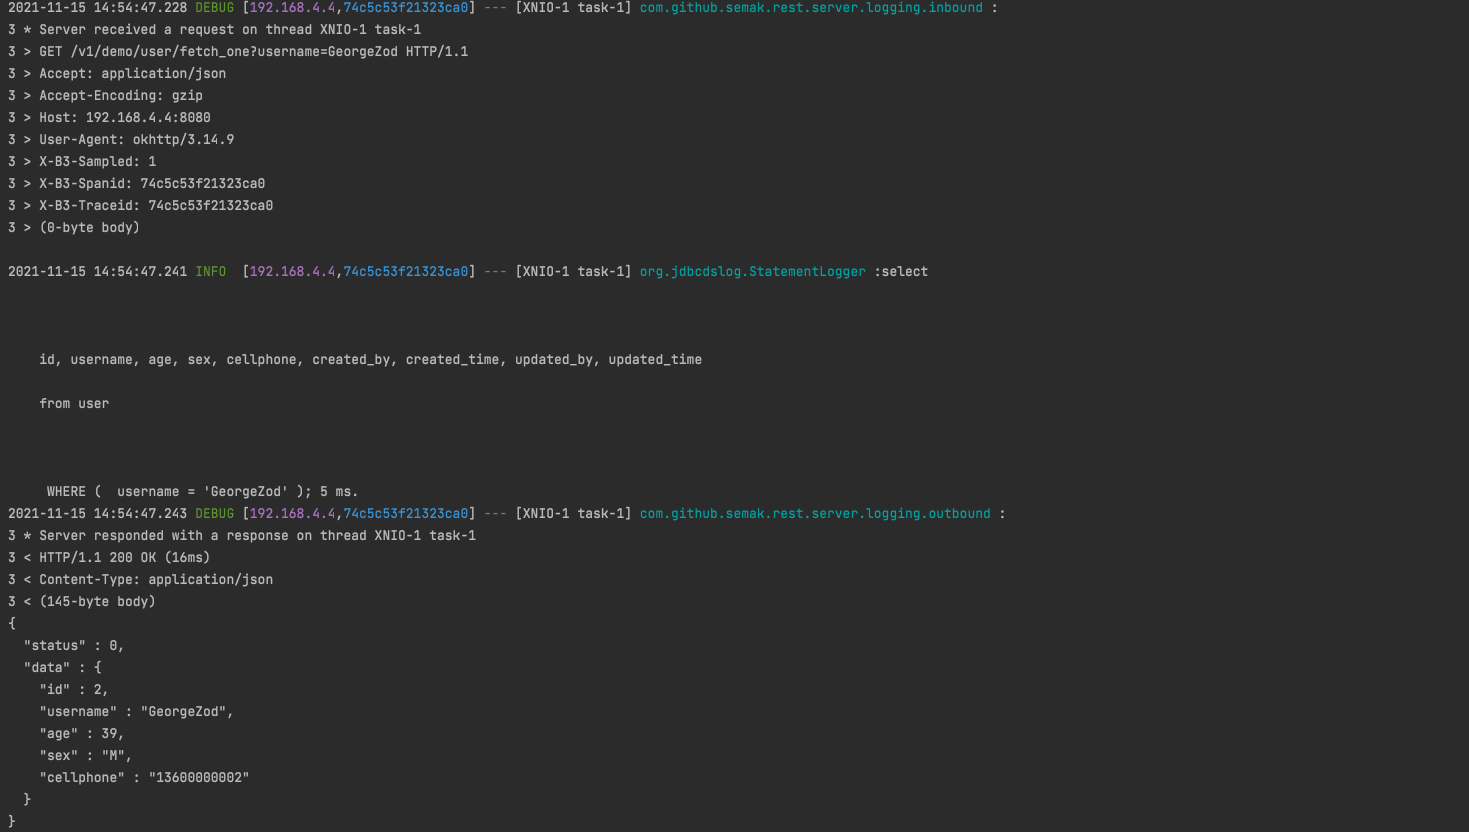 2021-11-15 14:54:47.228 DEBUG [192.168.4.4,74c5c53f21323ca0] --- [XNIO-1 task-1] com.github.semak.rest.server.logging.inbound :
3 * Server received a request on thread XNIO-1 task-1
3 > GET /v1/demo/user/fetch_one?username=GeorgeZod HTTP/1.1
3 > Accept: application/json
3 > Accept-Encoding: gzip
3 > Host: 192.168.4.4:8080
3 > User-Agent: okhttp/3.14.9
3 > X-B3-Sampled: 1
3 > X-B3-Spanid: 74c5c53f21323ca0
3 > X-B3-Traceid: 74c5c53f21323ca0
3 > (0-byte body)
2021-11-15 14:54:47.241 INFO  [192.168.4.4,74c5c53f21323ca0] --- [XNIO-1 task-1] org.jdbcdslog.StatementLogger :select
id, username, age, sex, cellphone, created_by, created_time, updated_by, updated_time
from user
WHERE (  username = 'GeorgeZod' ); 5 ms.
2021-11-15 14:54:47.243 DEBUG [192.168.4.4,74c5c53f21323ca0] --- [XNIO-1 task-1] com.github.semak.rest.server.logging.outbound :
3 * Server responded with a response on thread XNIO-1 task-1
3 < HTTP/1.1 200 OK (16ms)
3 < Content-Type: application/json
3 < (145-byte body)
{
  "status" : 0,
  "data" : {
    "id" : 2,
    "username" : "GeorgeZod",
    "age" : 39,
    "sex" : "M",
    "cellphone" : "13600000002"
  }
}